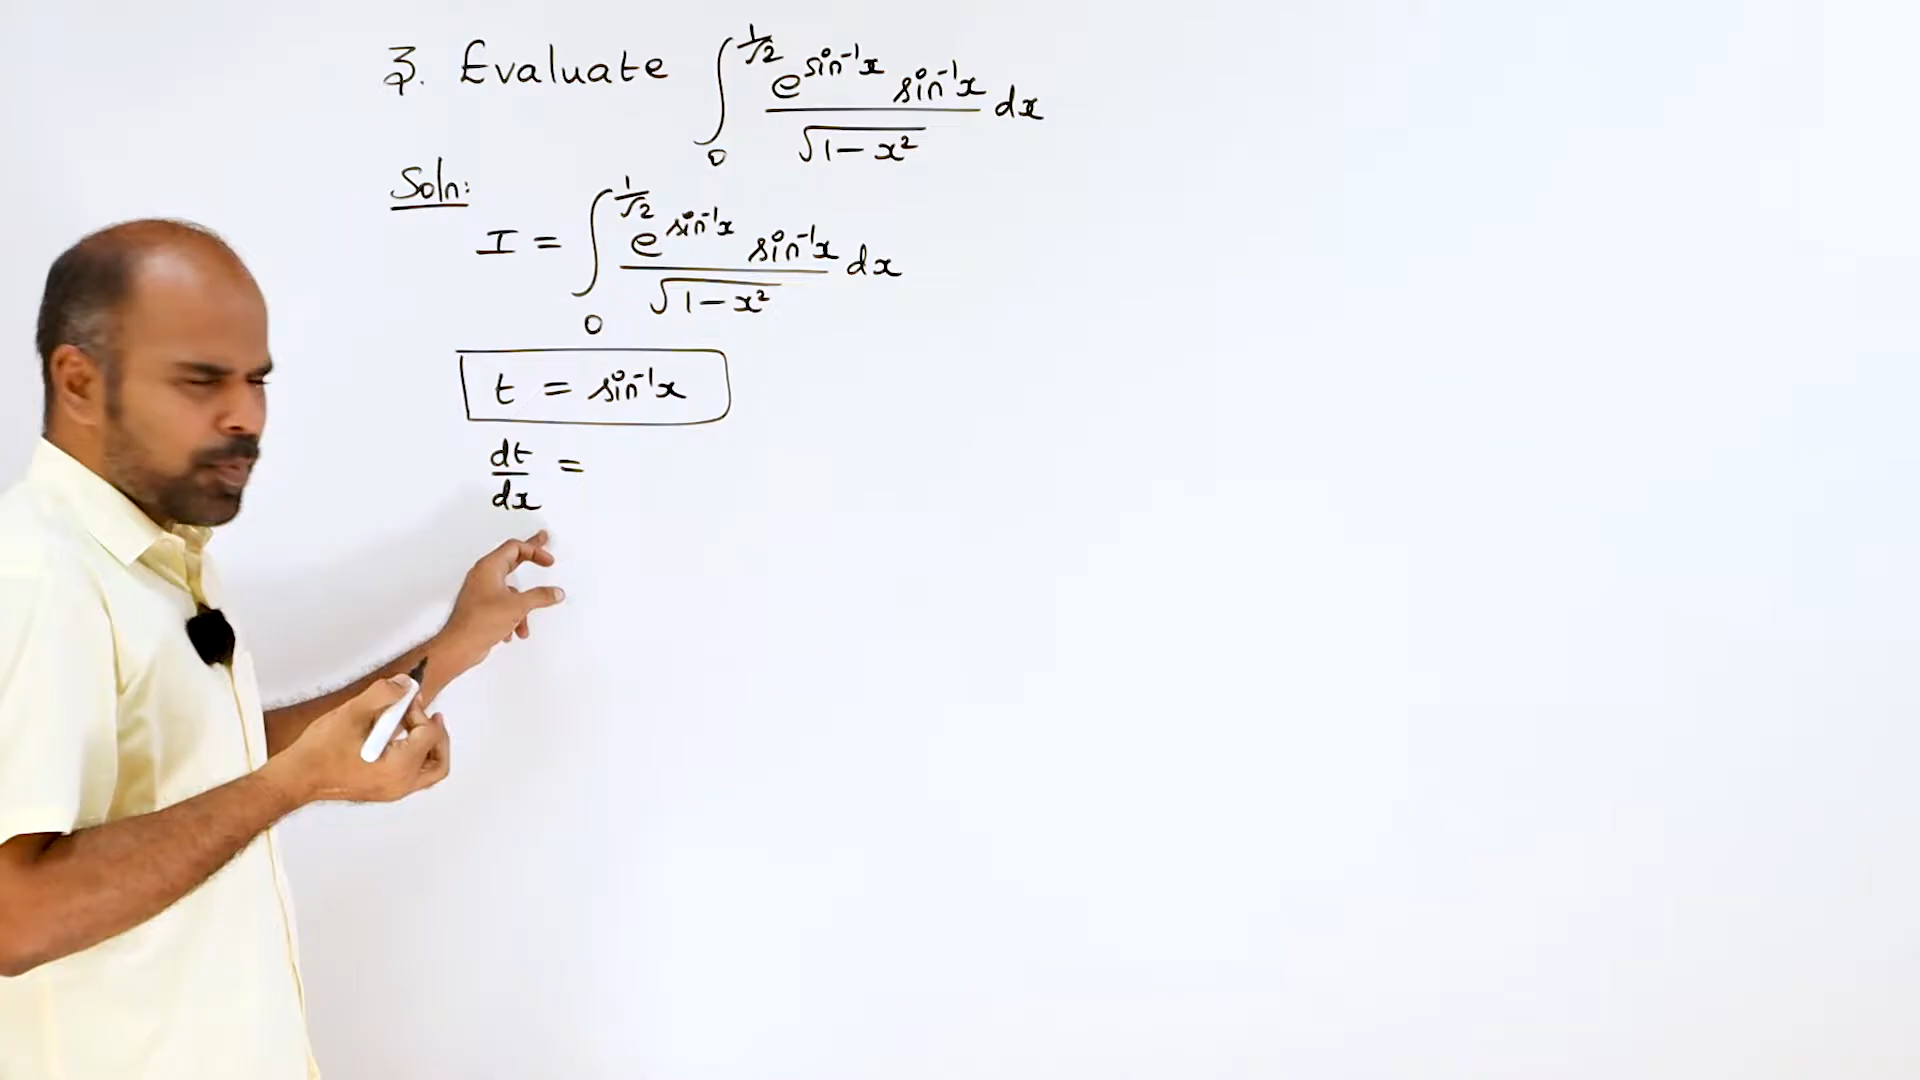 3. Evaluate ∫₀^{1/√2} e^{sin⁻¹x} sin⁻¹x / √(1−x²) dx
Soln:
I = ∫₀^{1/√2} e^{sin⁻¹x} sin⁻¹x / √(1−x²) dx
t = sin⁻¹x
dt/dx =